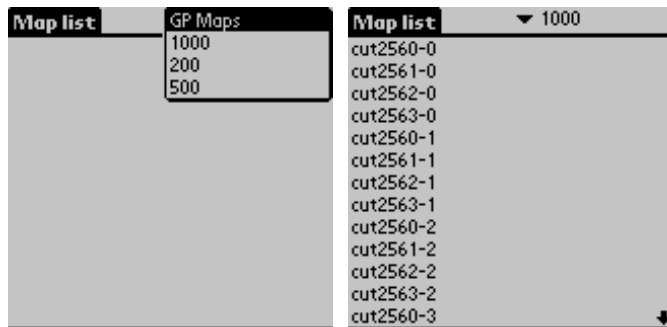 Map list
GP Maps
1000
200
500
Map list
1000
cut2560-0
cut2561-0
cut2562-0
cut2563-0
cut2560-1
cut2561-1
cut2562-1
cut2563-1
cut2560-2
cut2561-2
cut2562-2
cut2563-2
cut2560-3